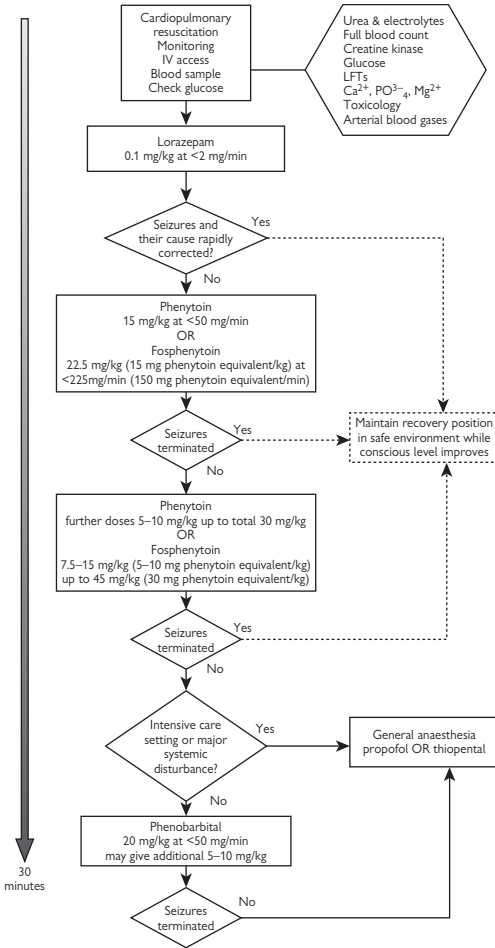 Cardiopulmonary
resuscitation
Monitoring
IV access
Blood sample
Check glucose
Urea & electrolytes
Full blood count
Creatine kinase
Glucose
LFTs
Ca²⁺, PO³⁻₄, Mg²⁺
Toxicology
Arterial blood gases
Lorazepam
0.1 mg/kg at <2 mg/min
Seizures and
their cause rapidly
corrected?
Yes
No
Phenytoin
15 mg/kg at <50 mg/min
OR
Fosphenytoin
22.5 mg/kg (15 mg phenytoin equivalent/kg) at
<225mg/min (150 mg phenytoin equivalent/min)
Seizures
terminated
Yes
No
Maintain recovery position
in safe environment while
conscious level improves
Phenytoin
further doses 5–10 mg/kg up to total 30 mg/kg
OR
Fosphenytoin
7.5–15 mg/kg (5–10 mg phenytoin equivalent/kg)
up to 45 mg/kg (30 mg phenytoin equivalent/kg)
Seizures
terminated
Yes
No
Intensive care
setting or major
systemic
disturbance?
Yes
No
General anaesthesia
propofol OR thiopental
Phenobarbital
20 mg/kg at <50 mg/min
may give additional 5–10 mg/kg
Seizures
terminated
No
30
minutes